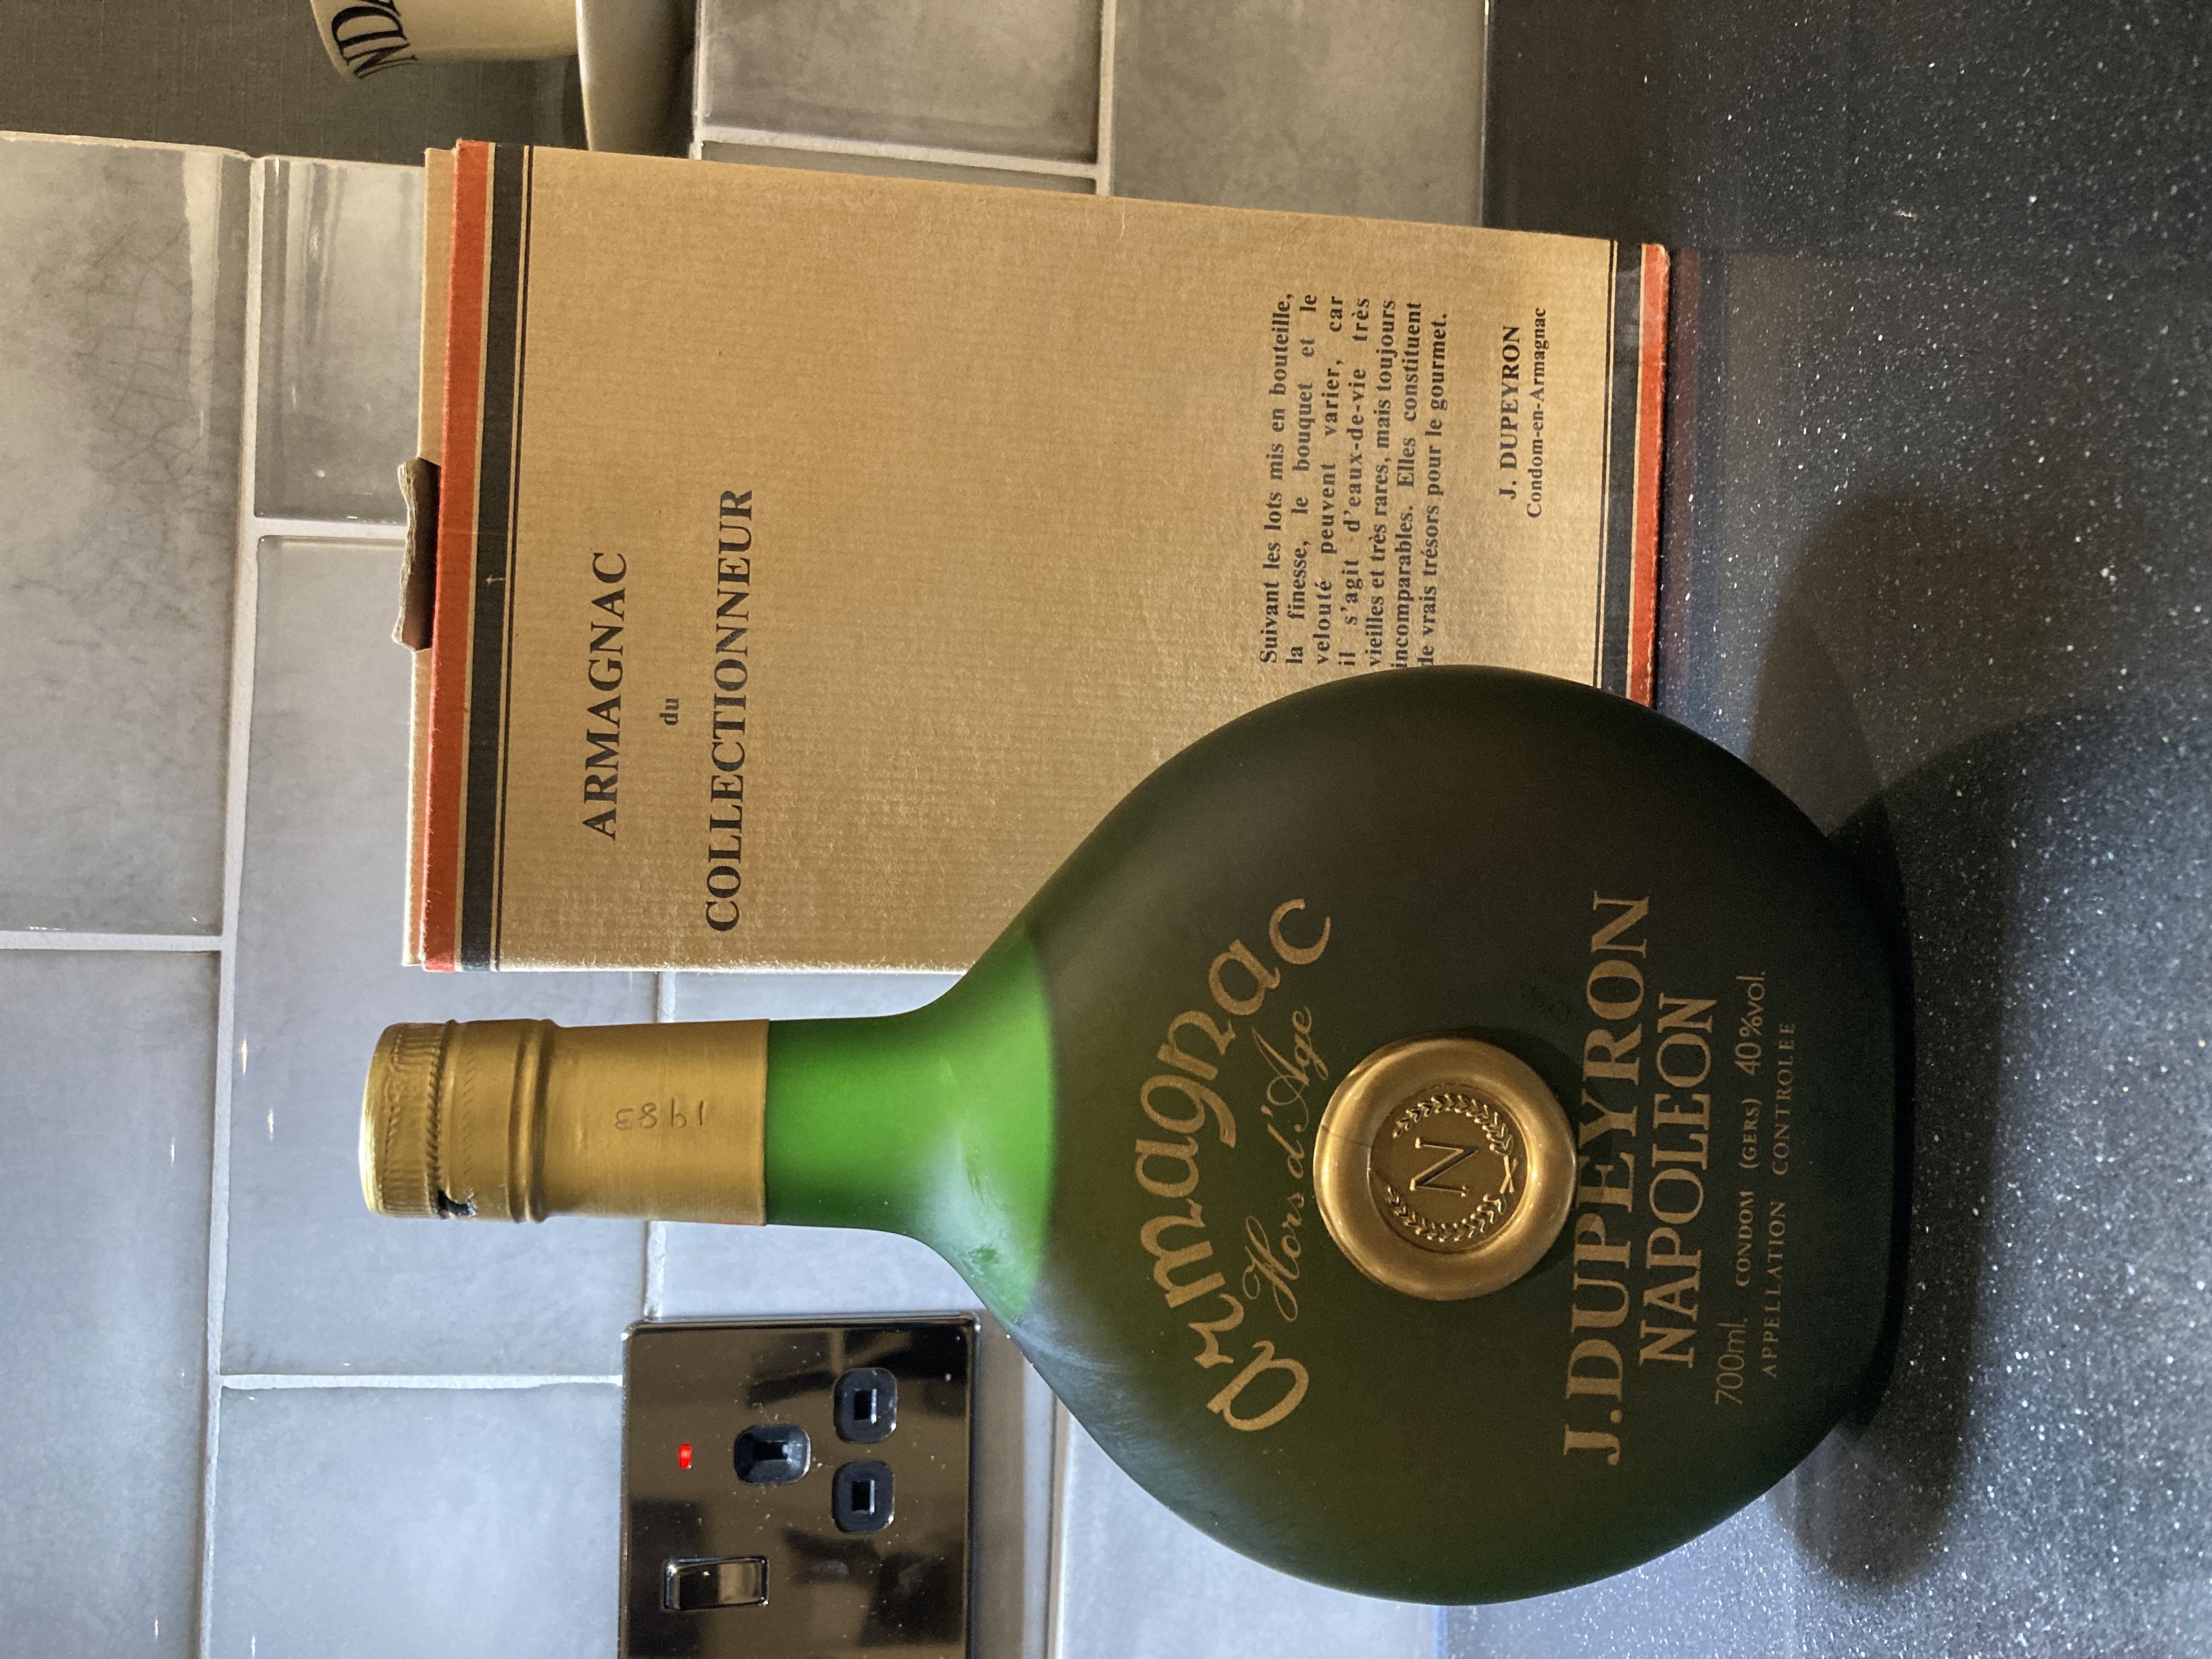 NDA
ARMAGNAC
du
COLLECTIONNEUR
Suivant les lots mis en bouteille,
la finesse, le bouquet et le
velouté peuvent varier, car
il s'agit d'eaux-de-vie très
vieilles et très rares, mais toujours
incomparables. Elles constituent
de vrais trésors pour le gourmet.
J. DUPEYRON
Condom-en-Armagnac
1983
Armagnac
Hors d'Age
N
J.DUPEYRON
NAPOLEON
700ml. CONDOM (GERS) 40%vol.
APPELLATION CONTROLEE